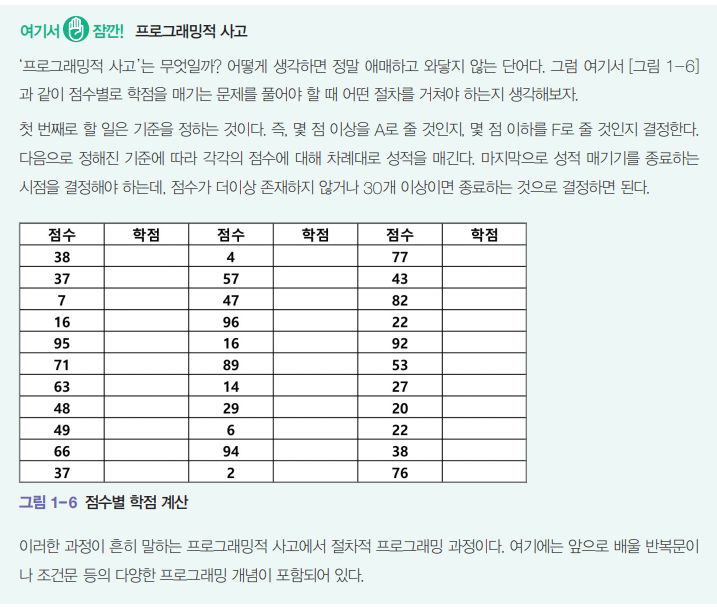 여기서 잠깐! 프로그래밍적 사고
‘프로그래밍적 사고’는 무엇일까? 어떻게 생각하면 정말 애매하고 와닿지 않는 단어다. 그럼 여기서 [그림 1-6]
과 같이 점수별로 학점을 매기는 문제를 풀어야 할 때 어떤 절차를 거쳐야 하는지 생각해보자.
첫 번째로 할 일은 기준을 정하는 것이다. 즉, 몇 점 이상을 A로 줄 것인지, 몇 점 이하를 F로 줄 것인지 결정한다.
다음으로 정해진 기준에 따라 각각의 점수에 대해 차례대로 성적을 매긴다. 마지막으로 성적 매기기를 종료하는
시점을 결정해야 하는데, 점수가 더이상 존재하지 않거나 30개 이상이면 종료하는 것으로 결정하면 된다.
점수 학점 점수 학점 점수 학점
38 4 77
37 57 43
7 47 82
16 96 22
95 16 92
71 89 53
63 14 27
48 29 20
49 6 22
66 94 38
37 2 76
그림 1-6 점수별 학점 계산
이러한 과정이 흔히 말하는 프로그래밍적 사고에서 절차적 프로그래밍 과정이다. 여기에는 앞으로 배울 반복문이
나 조건문 등의 다양한 프로그래밍 개념이 포함되어 있다.